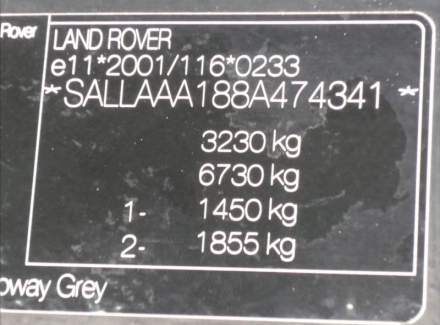 Rover
LAND ROVER
e11*2001/116*0233
*SALLAAA188A474341 *
3230 kg
6730 kg
1- 1450 kg
2- 1855 kg
oway Grey